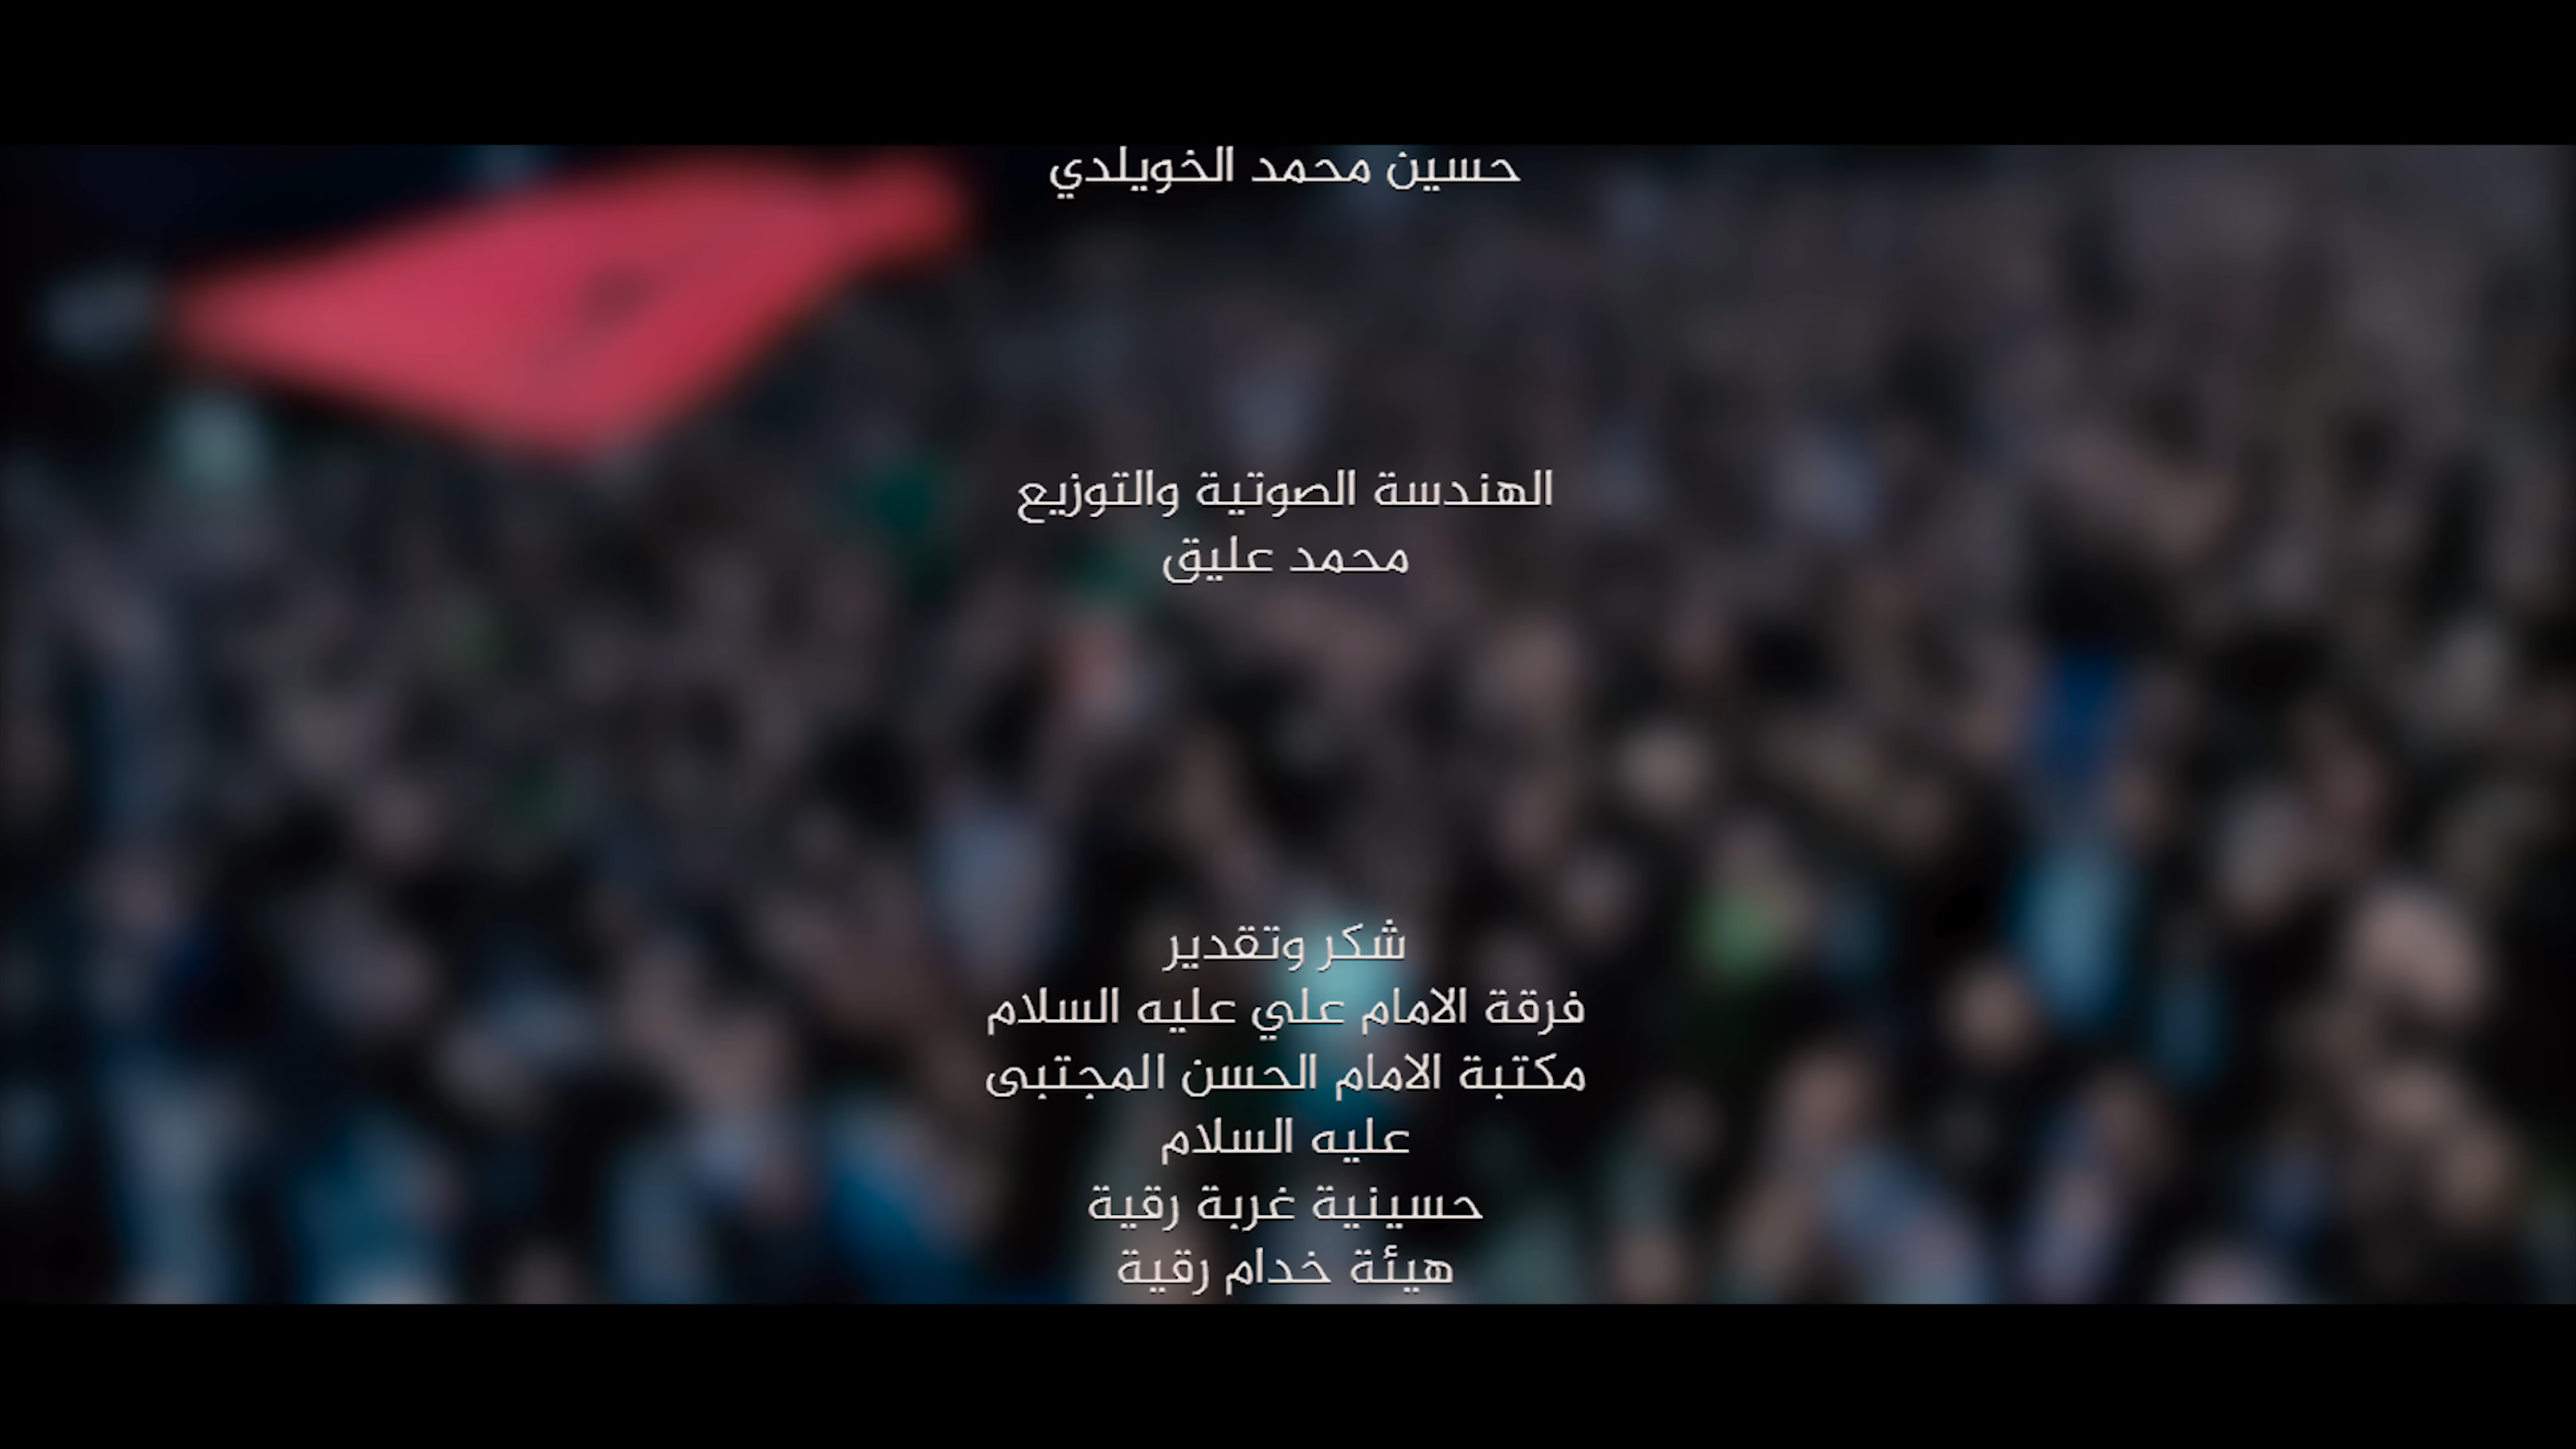 حسين محمد الخويلدي
الهندسة الصوتية والتوزيع
محمد عليق
شكر وتقدير
فرقة الامام علي عليه السلام
مكتبة الامام الحسن المجتبى
عليه السلام
حسينية غربة رقية
هيئة خدام رقية